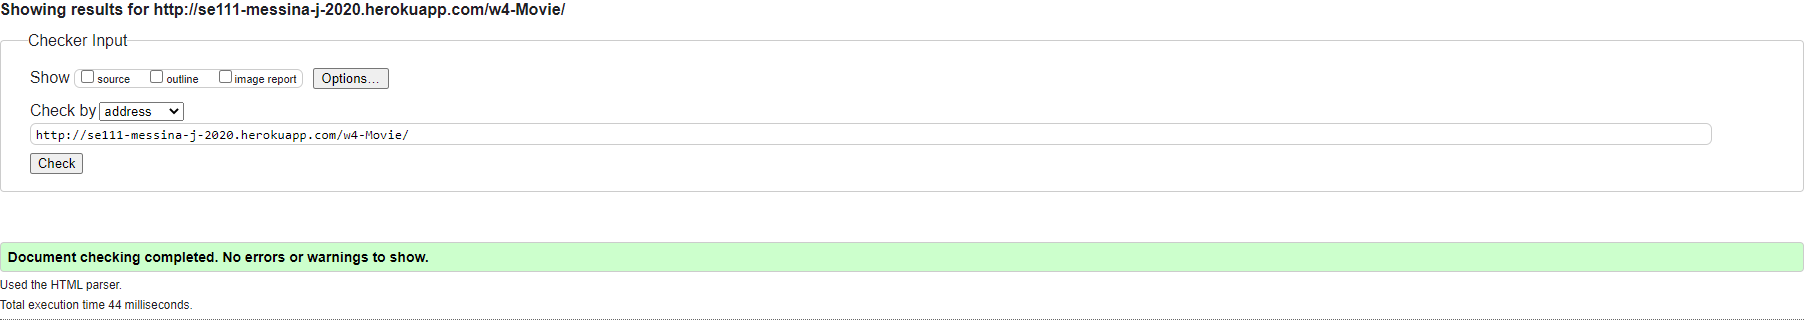 Showing results for http://se111-messina-j-2020.herokuapp.com/w4-Movie/
Checker Input
Show source outline image report Options...
Check by address
http://se111-messina-j-2020.herokuapp.com/w4-Movie/
Check
Document checking completed. No errors or warnings to show.
Used the HTML parser.
Total execution time 44 milliseconds.